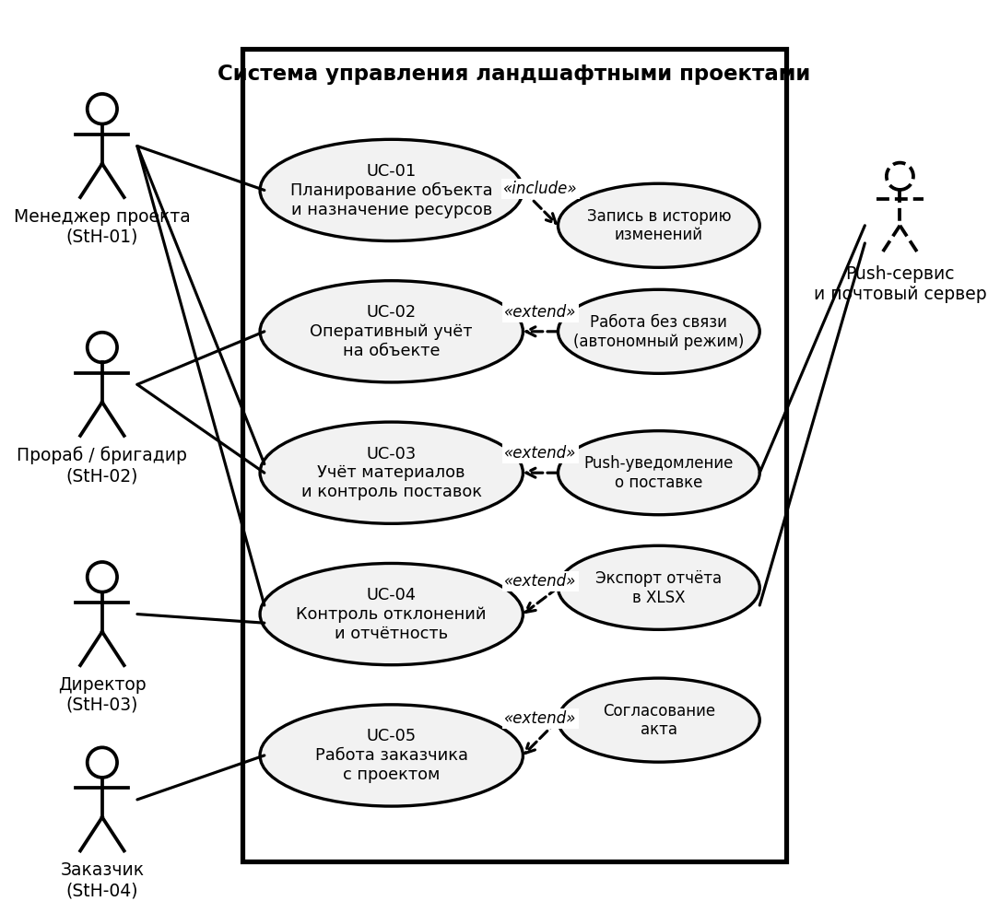 Система управления ландшафтными проектами
Менеджер проекта
(StH-01)
Прораб / бригадир
(StH-02)
Директор
(StH-03)
Заказчик
(StH-04)
UC-01
Планирование объекта
и назначение ресурсов
«include»
Запись в историю
изменений
UC-02
Оперативный учёт
на объекте
«extend»
Работа без связи
(автономный режим)
UC-03
Учёт материалов
и контроль поставок
«extend»
Push-уведомление
о поставке
UC-04
Контроль отклонений
и отчётность
«extend»
Экспорт отчёта
в XLSX
UC-05
Работа заказчика
с проектом
«extend»
Согласование
акта
Push-сервис
и почтовый сервер